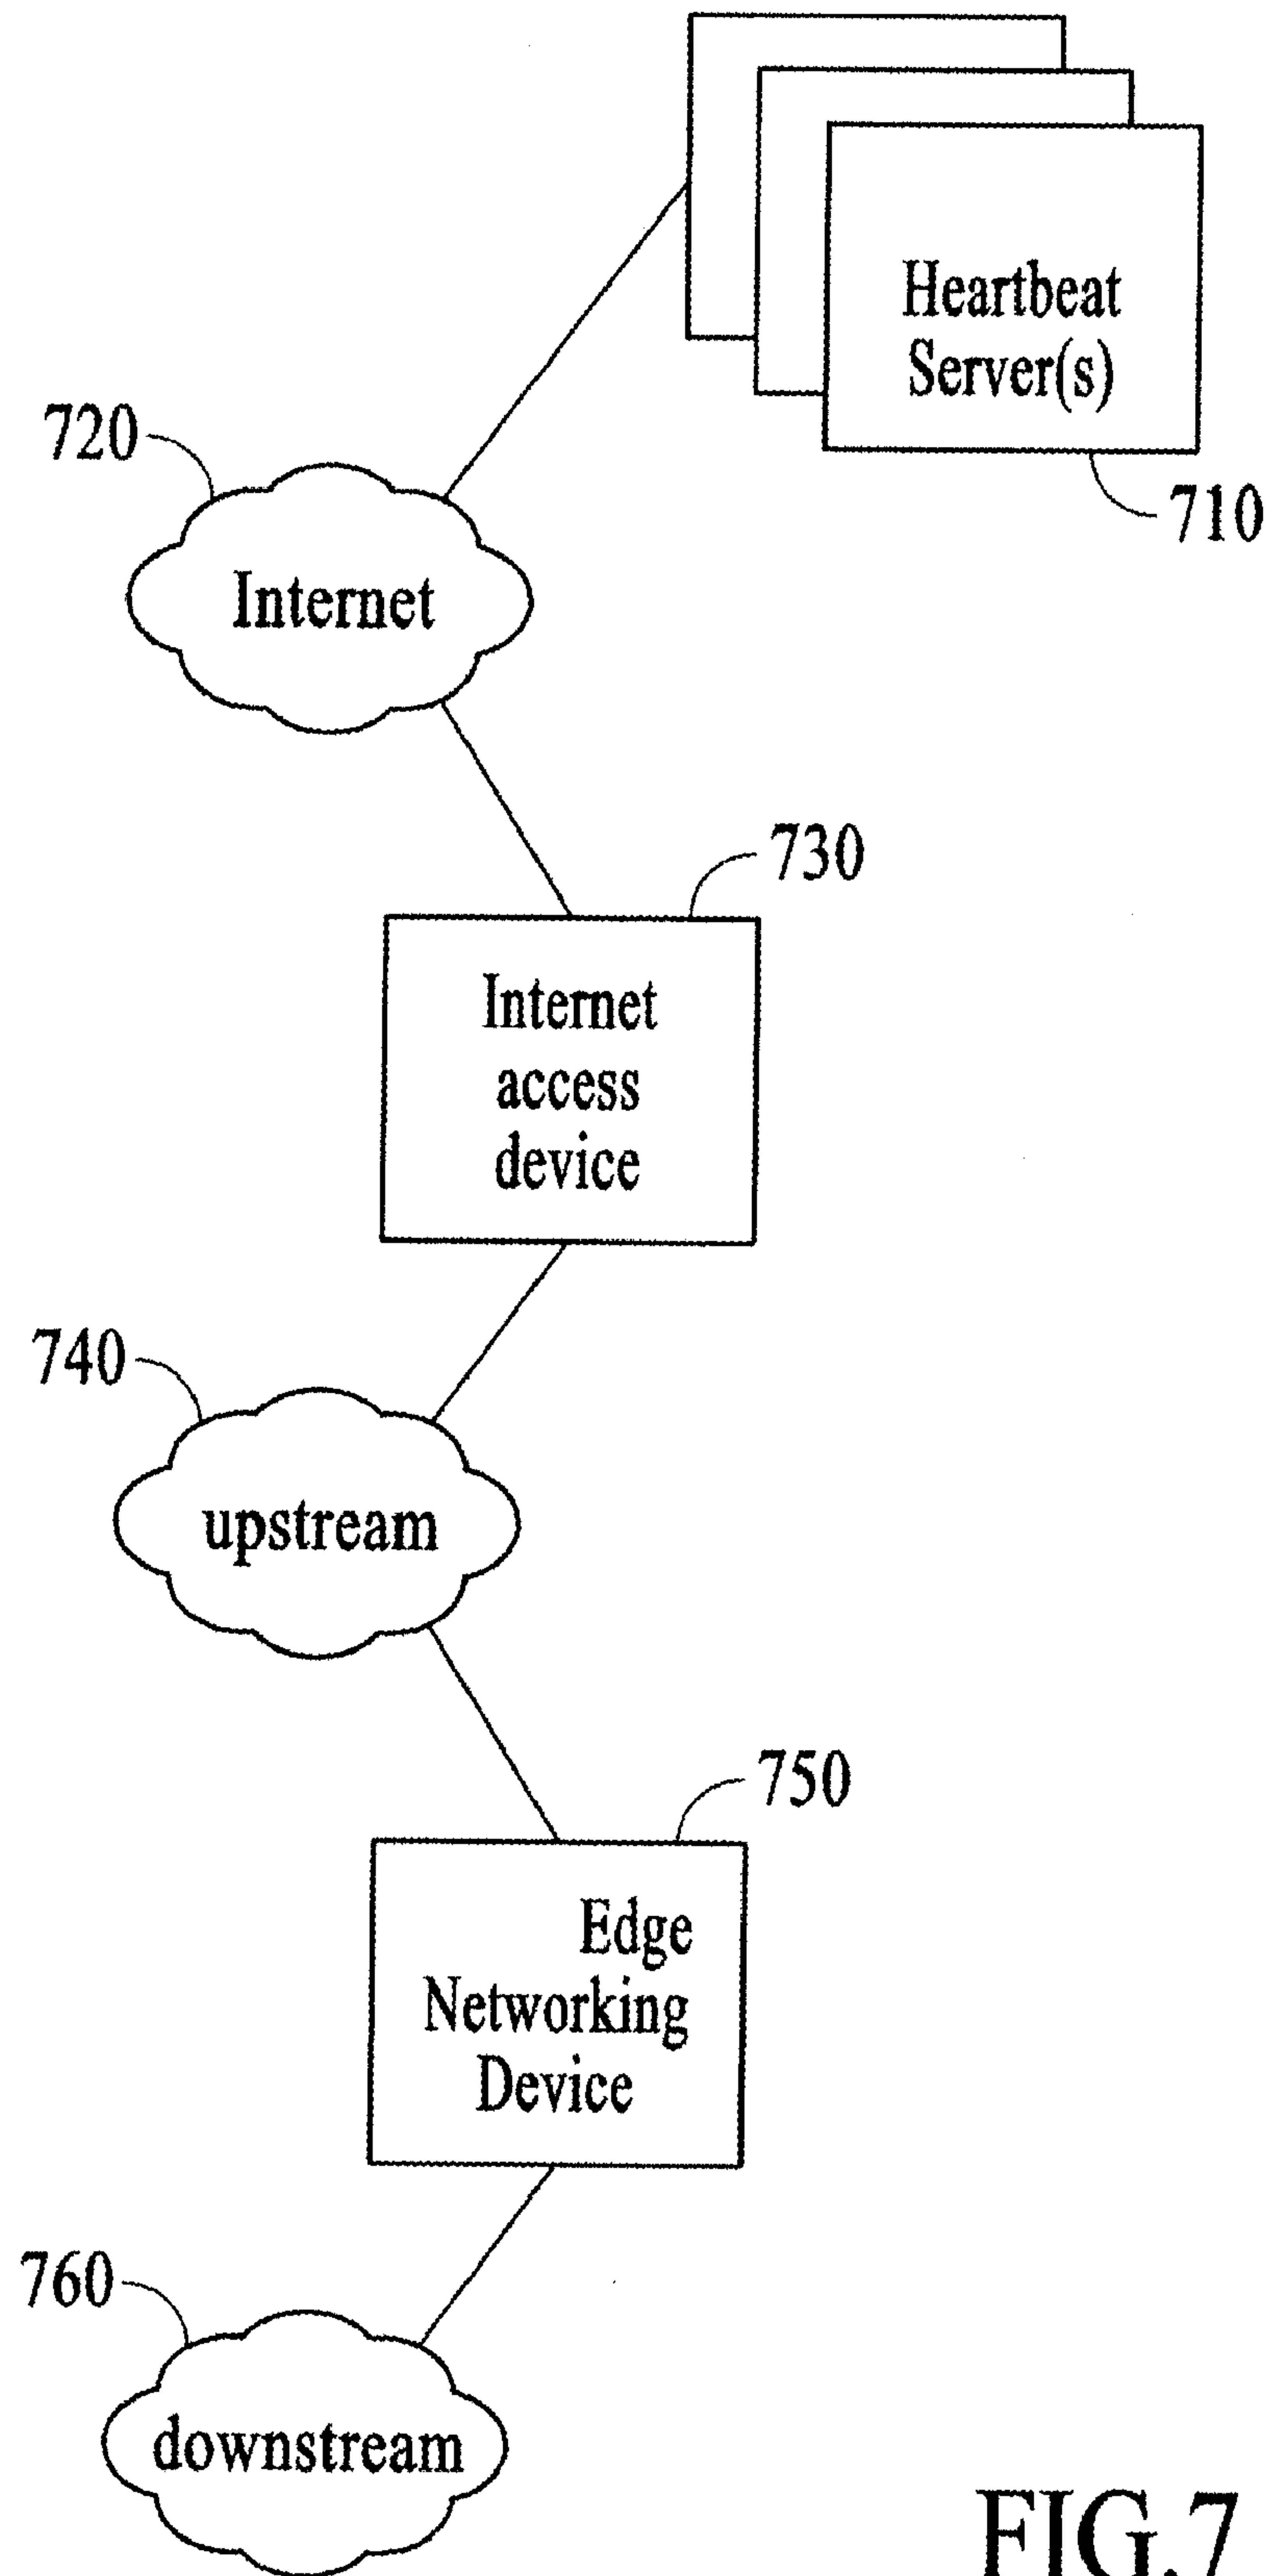 Heartbeat
Server(s)
710
720
Internet
730
Internet
access
device
740
upstream
750
Edge
Networking
Device
760
downstream
FIG.7